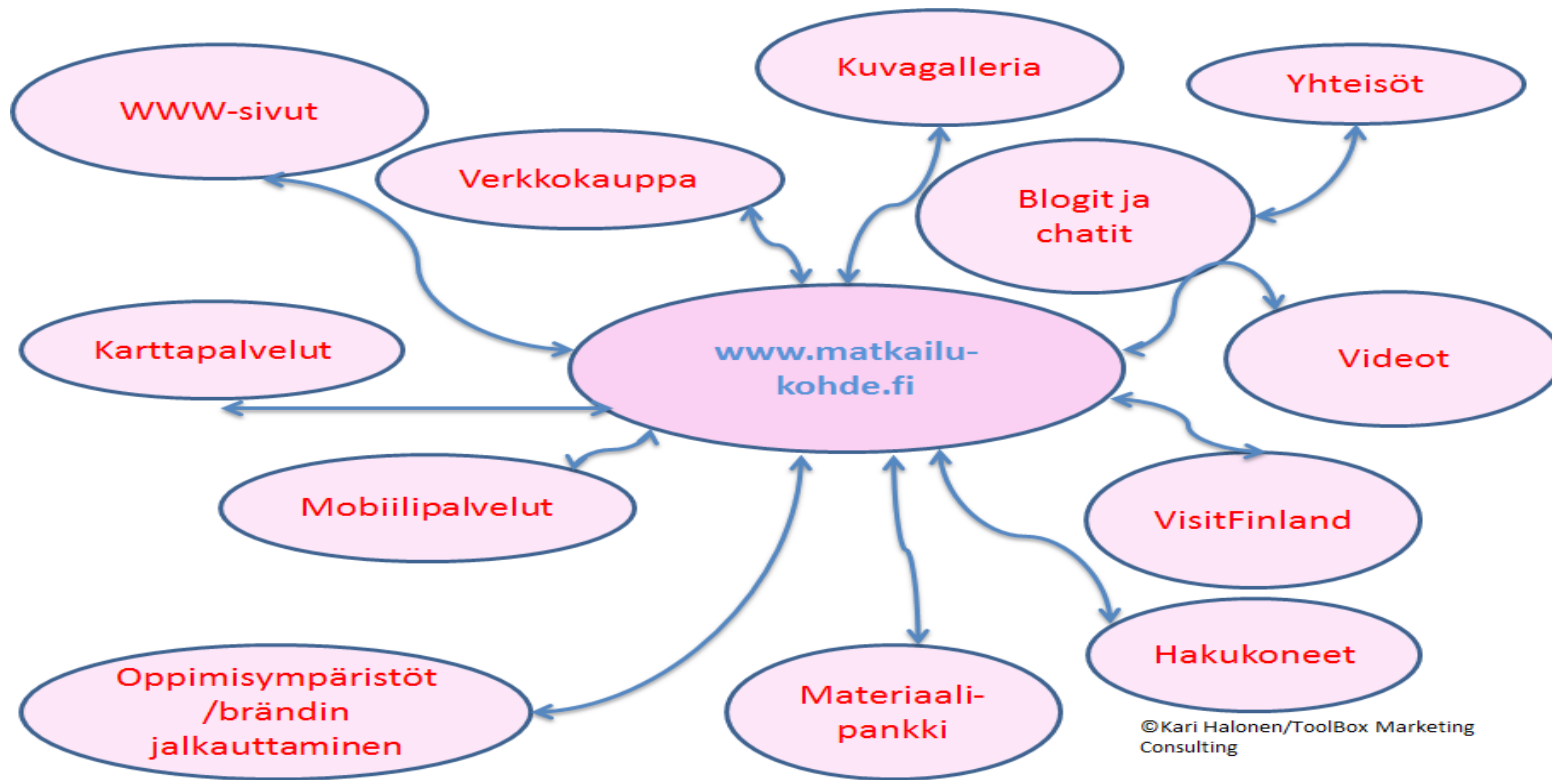 Kuvagalleria
Yhteisöt
WWW-sivut
Verkkokauppa
Blogit ja
chatit
Karttapalvelut
www.matkailu-
kohde.fi
Videot
Mobiilipalvelut
VisitFinland
Hakukoneet
Oppimisympäristöt
/brändin
jalkauttaminen
Materiaali-
pankki
©Kari Halonen/ToolBox Marketing
Consulting